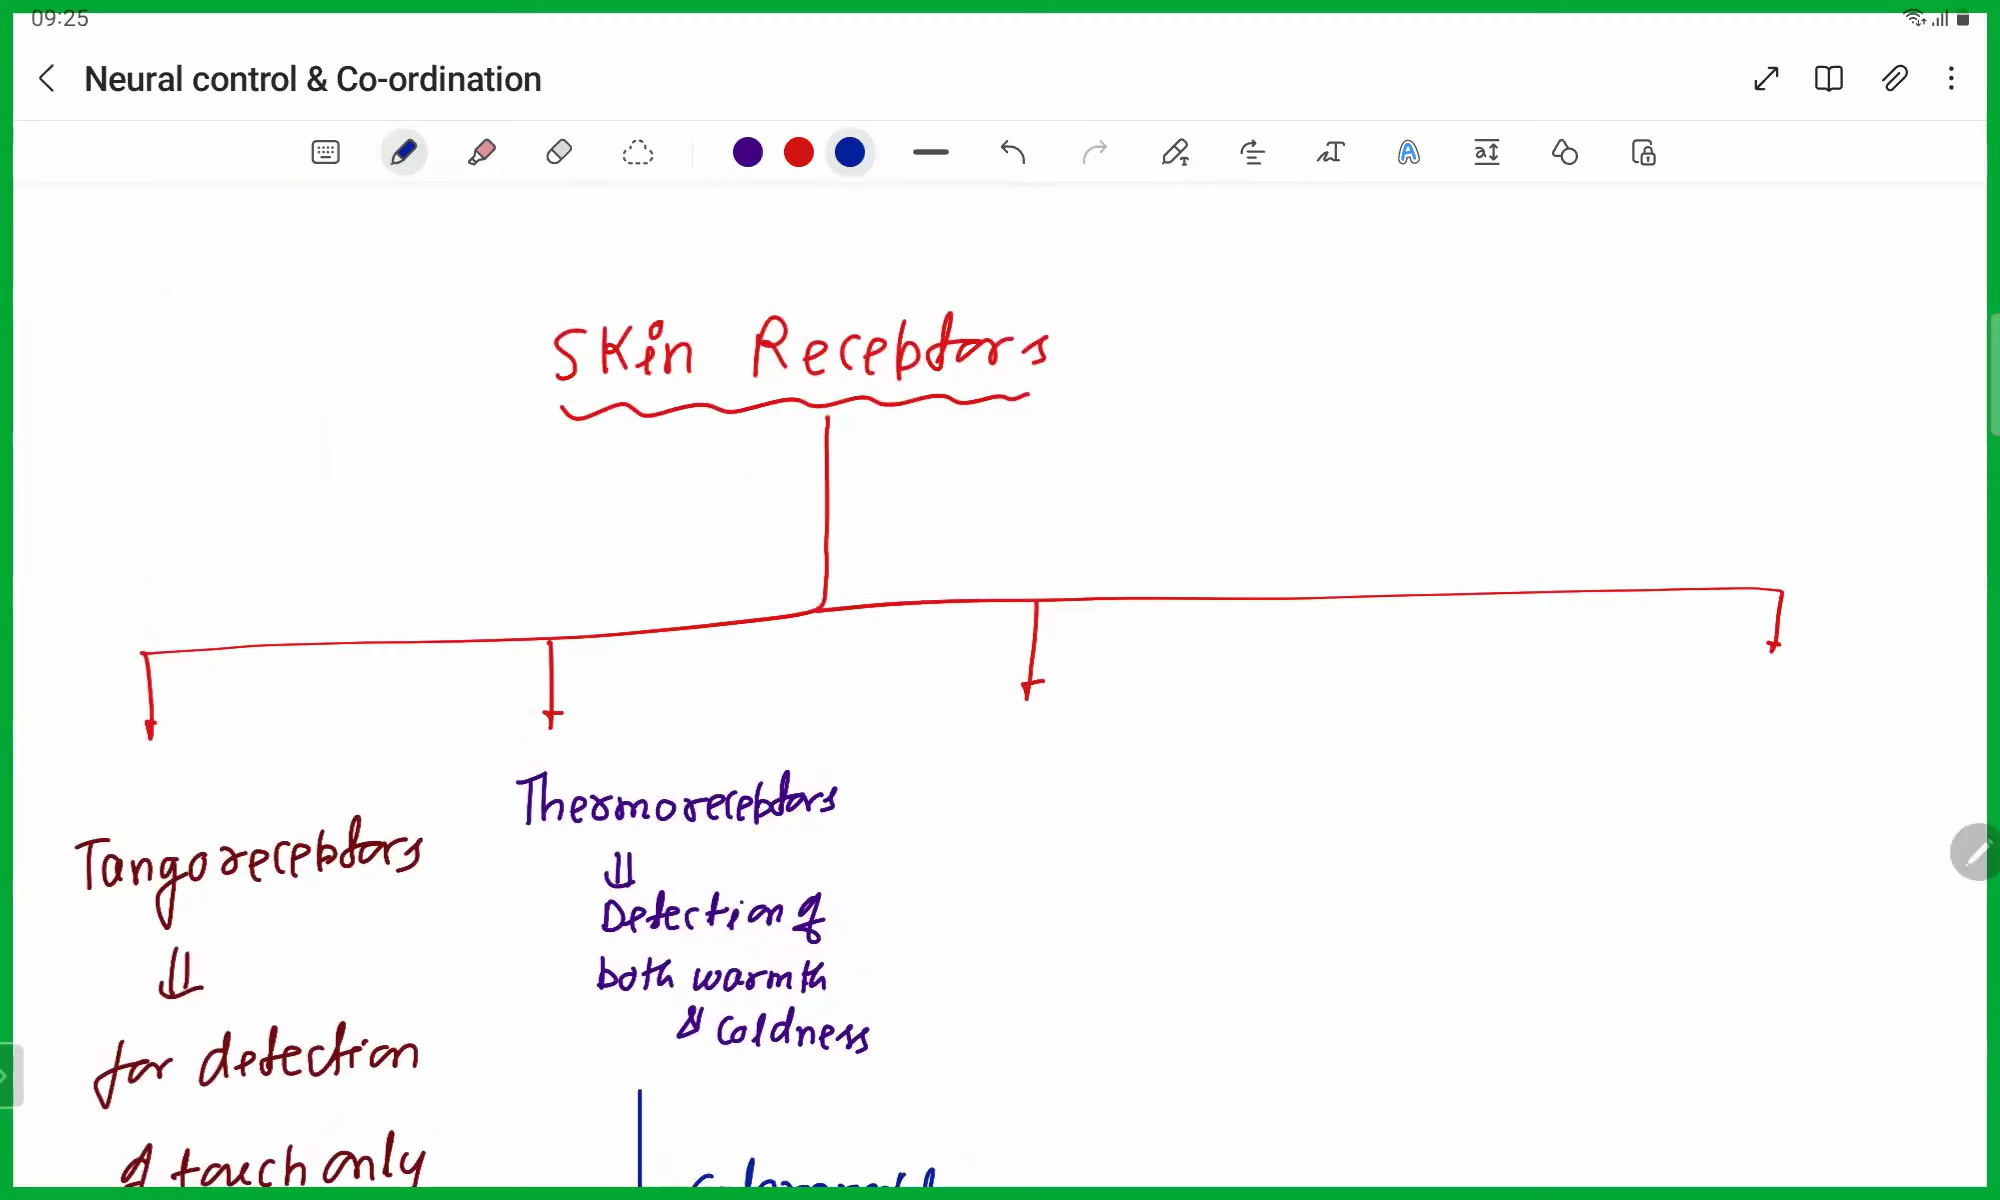 09:25
Neural control & Co-ordination
Skin Receptors
Tangoreceptors
for detection
of touch only
Thermoreceptors
Detection of
both warmth
& Coldness